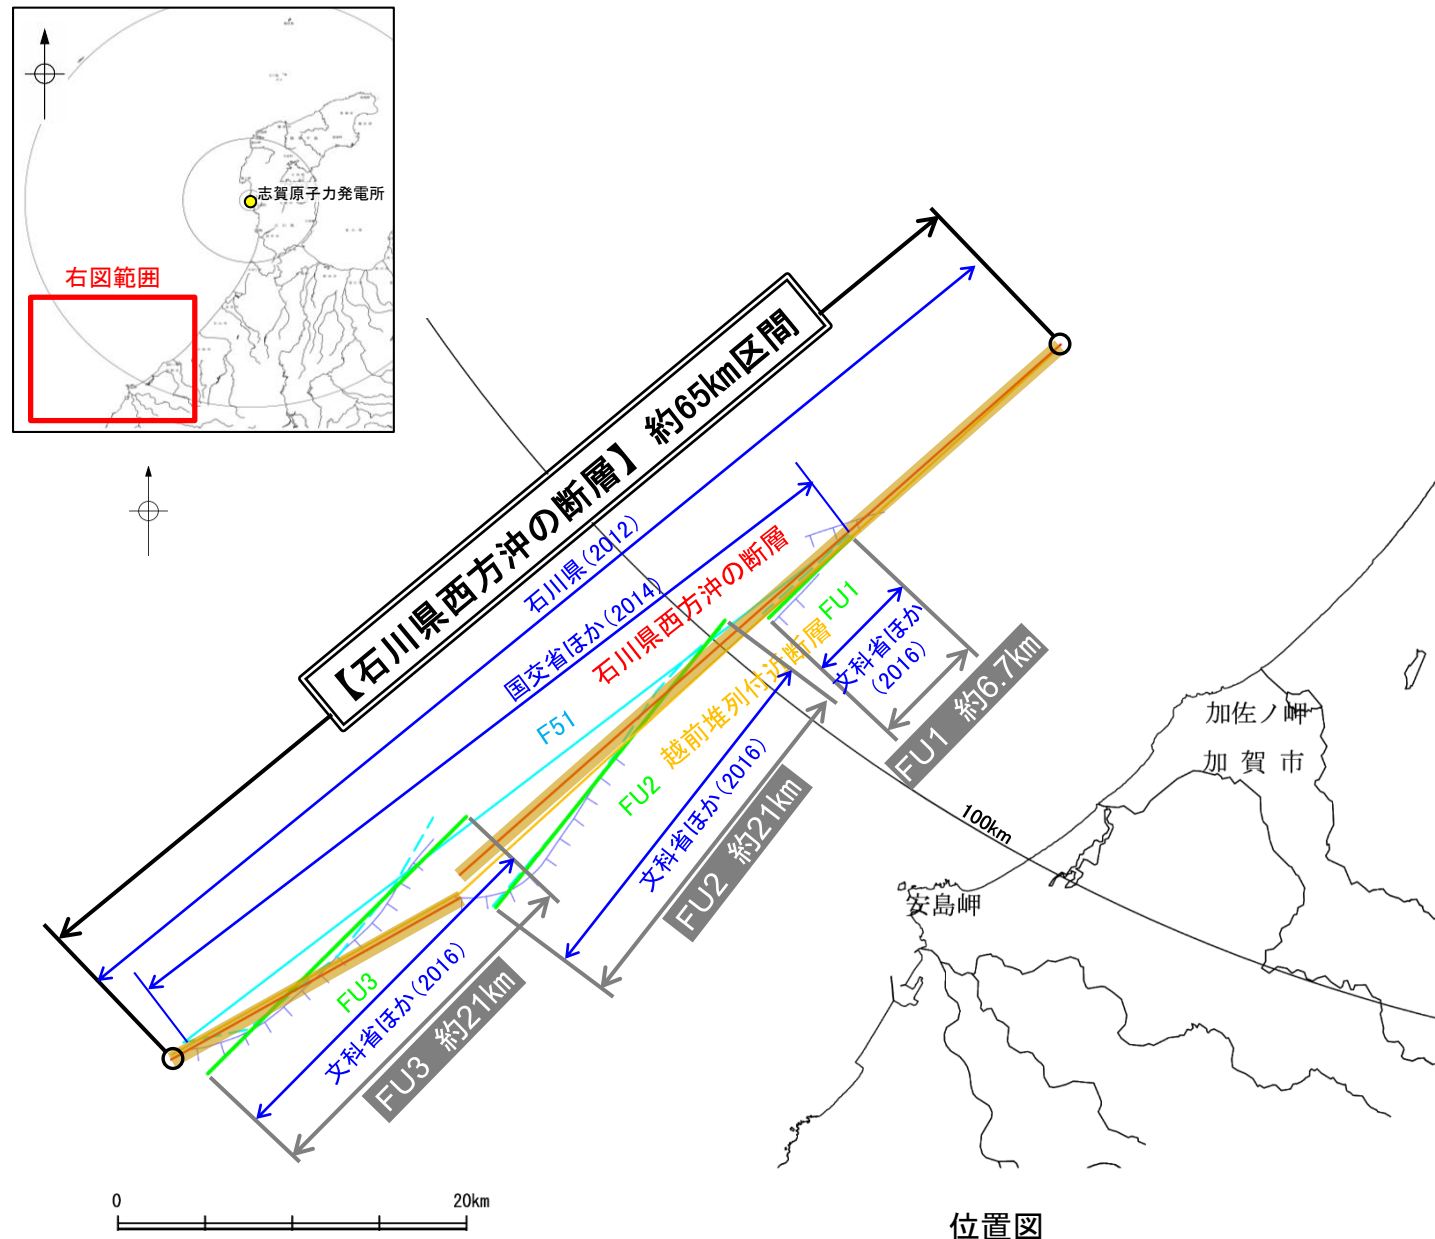 志賀原子力発電所
右図範囲
【石川県西方沖の断層】 約65km区間
石川県(2012)
国交省ほか(2014)
石川県西方沖の断層
F51
FU1
文科省ほか
(2016)
FU1 約6.7km
越前堆列付近断層
FU2
文科省ほか(2016)
FU2 約21km
FU3
文科省ほか(2016)
FU3 約21km
100km
加佐ノ岬
加賀市
安島岬
0
20km
位置図